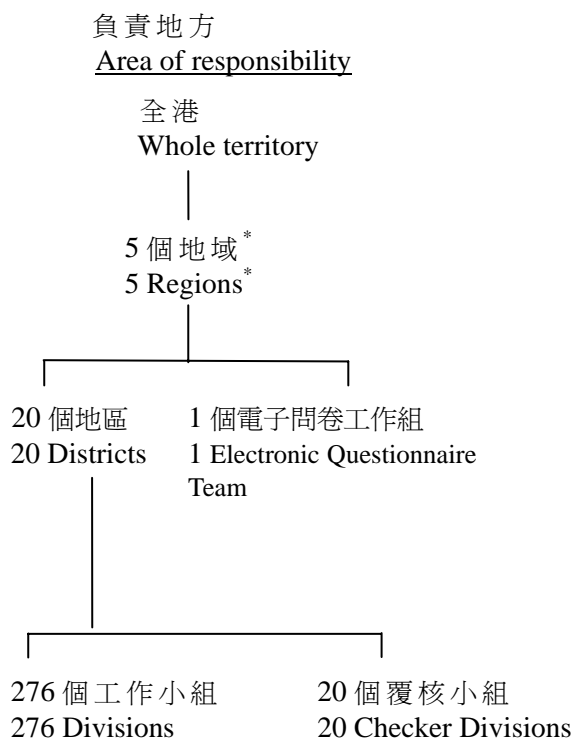 負責地方
Area of responsibility
全港
Whole territory
5 個地域*
5 Regions*
20 個地區
20 Districts
1 個電子問卷工作組
1 Electronic Questionnaire
Team
276 個工作小組
276 Divisions
20 個覆核小組
20 Checker Divisions